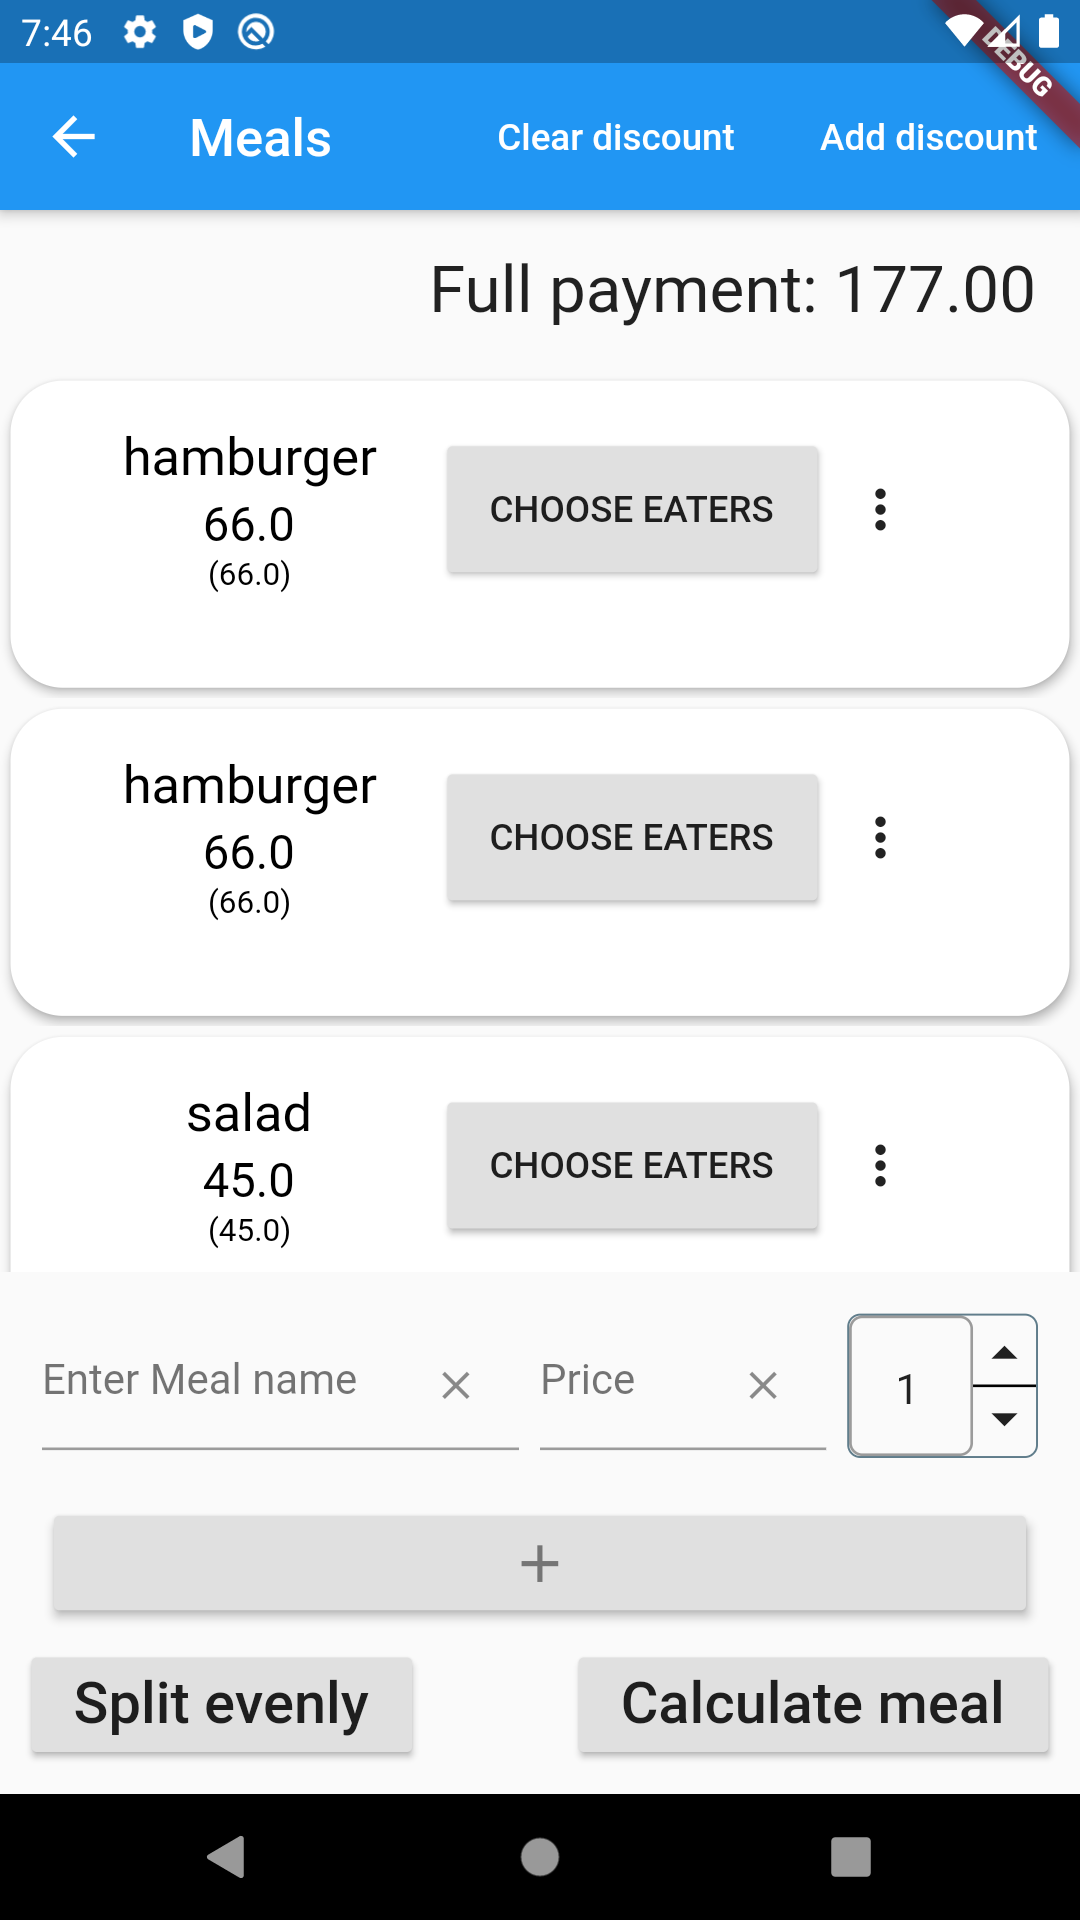 7:46
DEBUG
Meals Clear discount Add discount
Full payment: 177.00
hamburger
66.0
(66.0)
CHOOSE EATERS
hamburger
66.0
(66.0)
CHOOSE EATERS
salad
45.0
(45.0)
CHOOSE EATERS
Enter Meal name Price 1
+
Split evenly Calculate meal